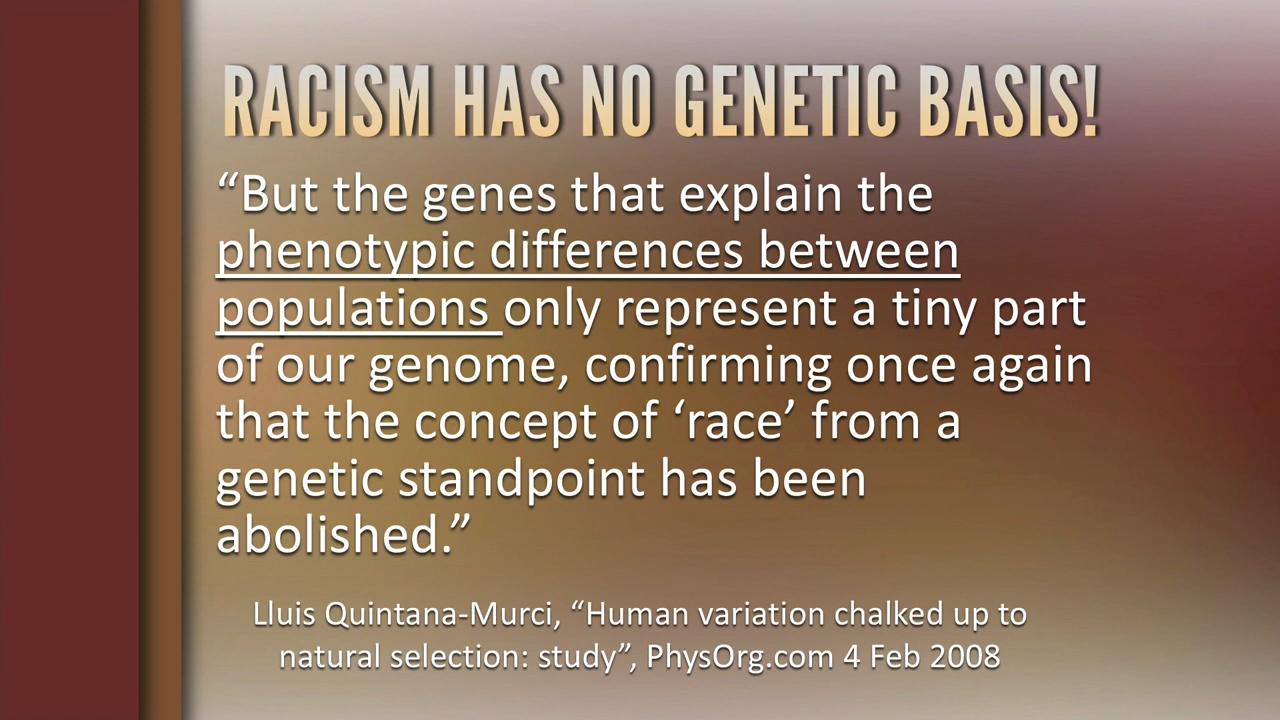 RACISM HAS NO GENETIC BASIS!
“But the genes that explain the
phenotypic differences between
populations only represent a tiny part
of our genome, confirming once again
that the concept of ‘race’ from a
genetic standpoint has been
abolished.”
Lluis Quintana-Murci, “Human variation chalked up to
natural selection: study”, PhysOrg.com 4 Feb 2008